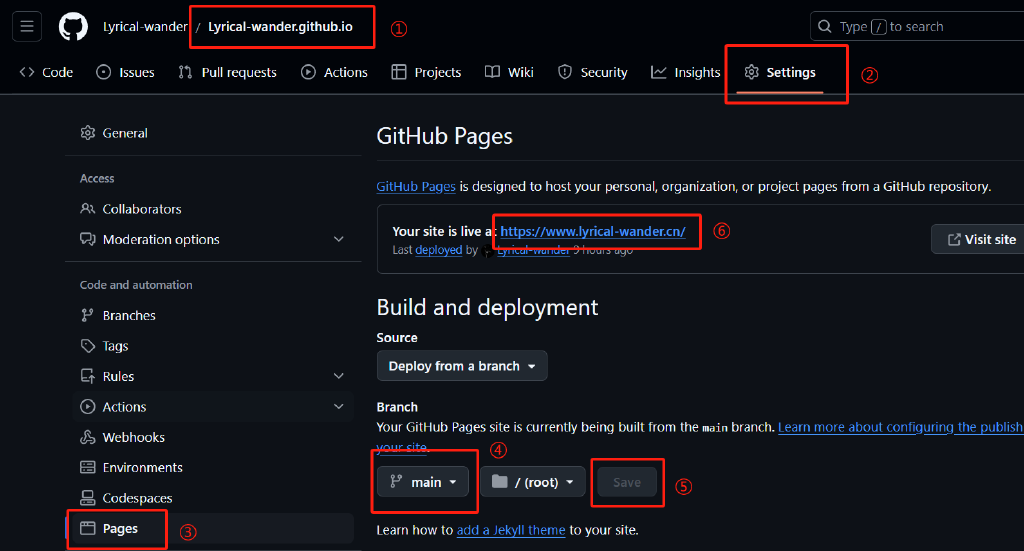 Lyrical-wander / Lyrical-wander.github.io ①
Type / to search
Code Issues Pull requests Actions Projects Wiki Security Insights Settings ②
General
Access
Collaborators
Moderation options
Code and automation
Branches
Tags
Rules
Actions
Webhooks
Environments
Codespaces
Pages ③
GitHub Pages
GitHub Pages is designed to host your personal, organization, or project pages from a GitHub repository.
Your site is live at https://www.lyrical-wander.cn/ ⑥
Last deployed by Lyrical-wander 9 hours ago
Visit site
Build and deployment
Source
Deploy from a branch
Branch
Your GitHub Pages site is currently being built from the main branch. Learn more about configuring the publish
your site.
④
main / (root) Save ⑤
Learn how to add a Jekyll theme to your site.